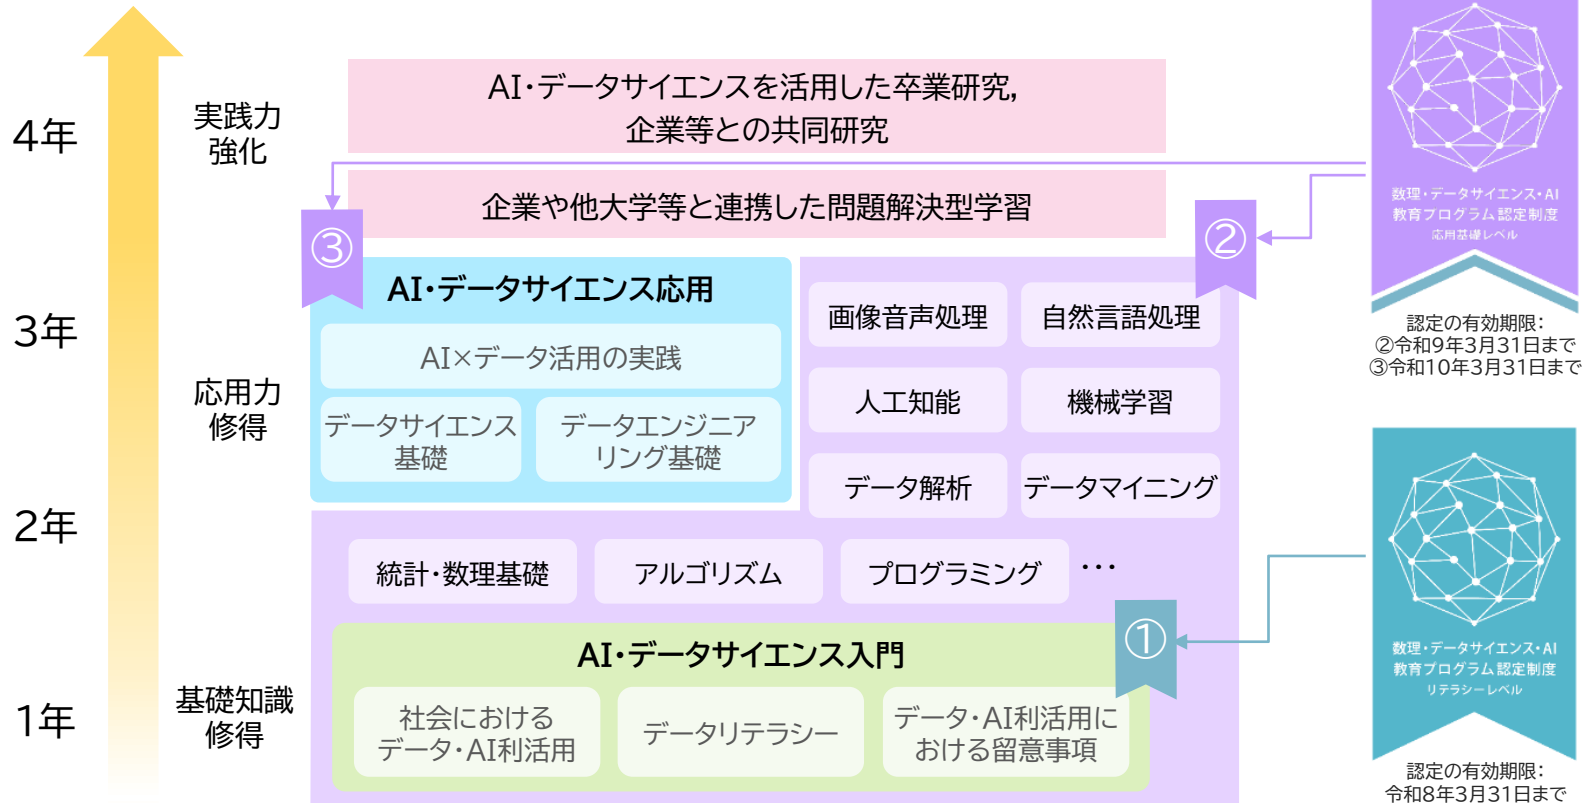 4年
実践力
強化
AI・データサイエンスを活用した卒業研究，
企業等との共同研究
企業や他大学等と連携した問題解決型学習
③
②
3年
応用力
修得
AI・データサイエンス応用
AI×データ活用の実践
データサイエンス
基礎
データエンジニア
リング基礎
画像音声処理
自然言語処理
人工知能
機械学習
データ解析
データマイニング
2年
統計・数理基礎
アルゴリズム
プログラミング
…
1年
基礎知識
修得
①
AI・データサイエンス入門
社会における
データ・AI利活用
データリテラシー
データ・AI利活用に
おける留意事項
数理・データサイエンス・AI
教育プログラム認定制度
応用基礎レベル
認定の有効期限：
②令和9年3月31日まで
③令和10年3月31日まで
数理・データサイエンス・AI
教育プログラム認定制度
リテラシーレベル
認定の有効期限：
令和8年3月31日まで